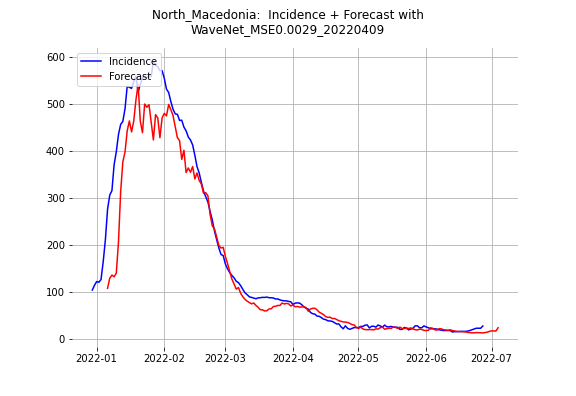 North_Macedonia:  Incidence + Forecast with
WaveNet_MSE0.0029_20220409
Incidence
Forecast
600
500
400
300
200
100
0
2022-01 2022-02 2022-03 2022-04 2022-05 2022-06 2022-07